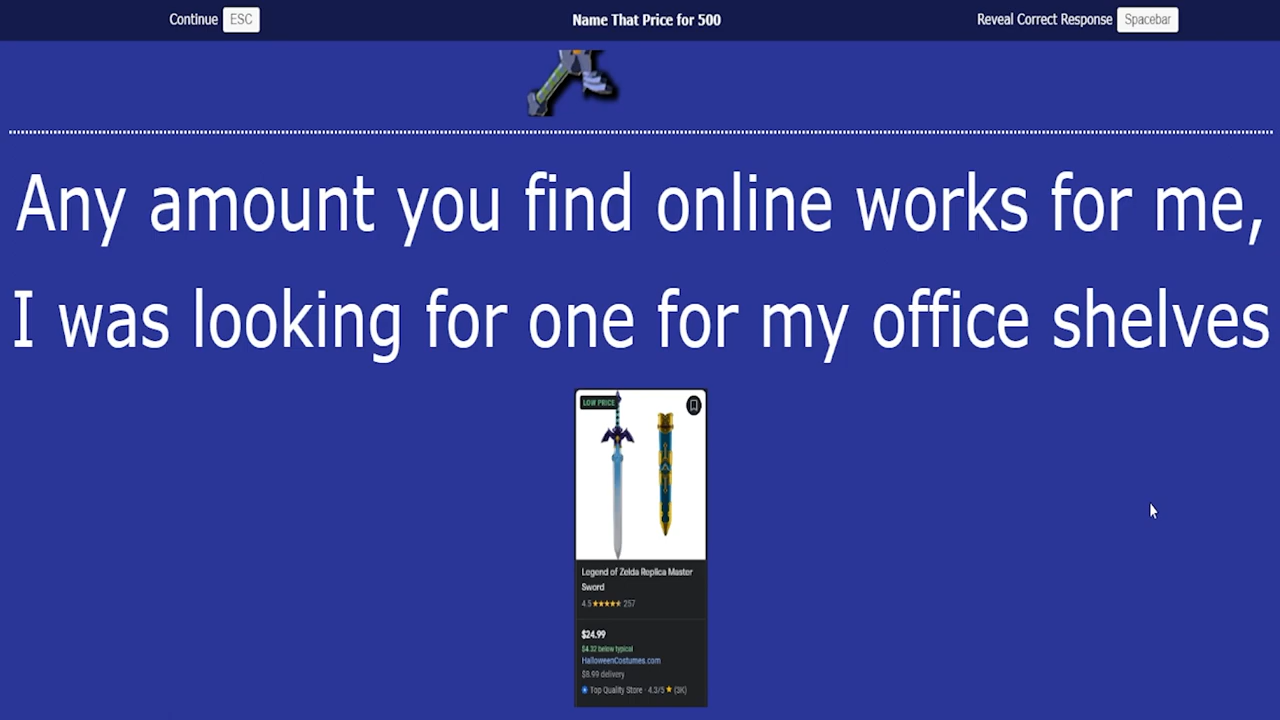 Continue ESC Name That Price for 500 Reveal Correct Response Spacebar
Any amount you find online works for me,
I was looking for one for my office shelves
LOW PRICE
Legend of Zelda Replica Master
Sword
4.5★★★★★ 257
$24.99
$4.32 below typical
HalloweenCostumes.com
$8.99 delivery
Top Quality Store · 4.3/5 ★ (3K)